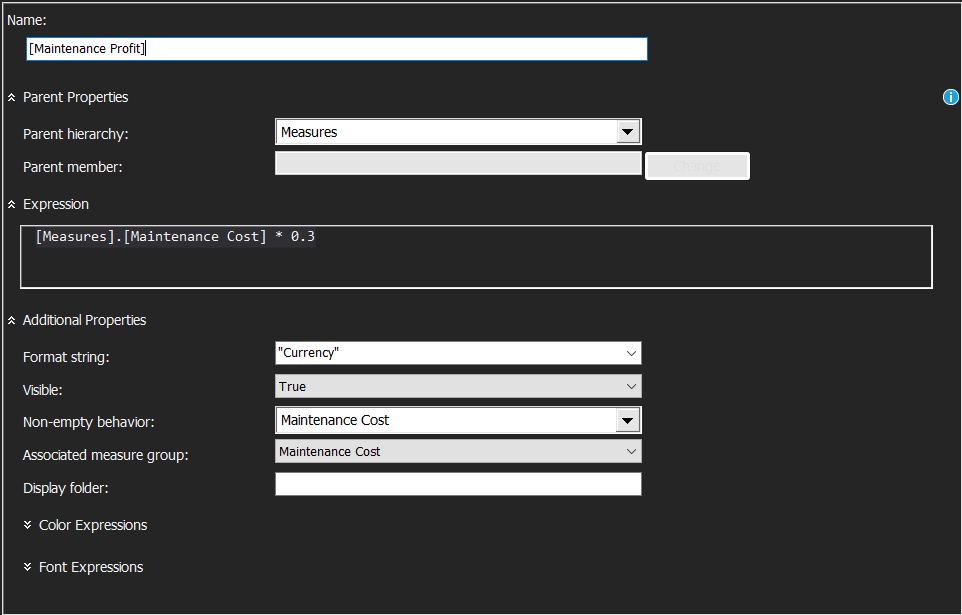 Name:
[Maintenance Profit]
Parent Properties
Parent hierarchy: Measures
Parent member: Change
Expression
[Measures].[Maintenance Cost] * 0.3
Additional Properties
Format string: "Currency"
Visible: True
Non-empty behavior: Maintenance Cost
Associated measure group: Maintenance Cost
Display folder:
Color Expressions
Font Expressions